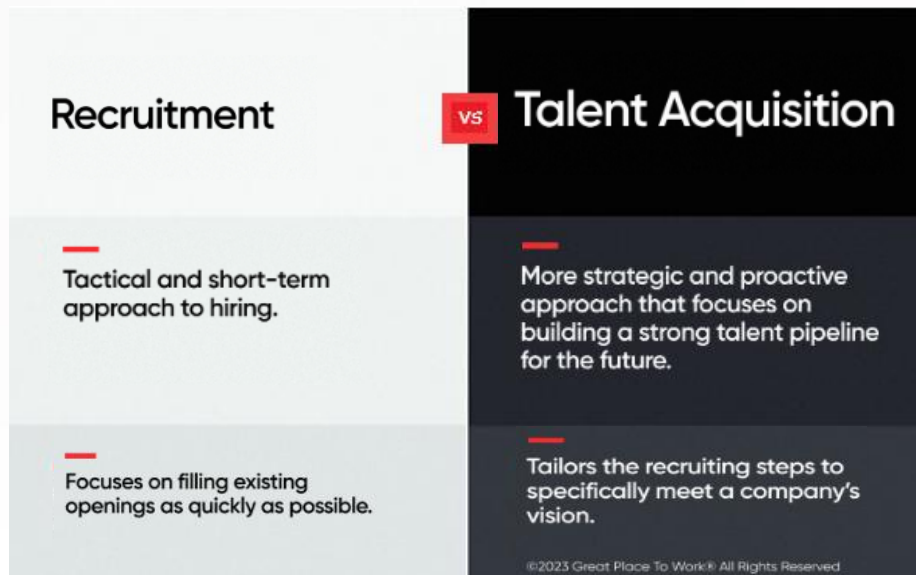 Recruitment
vs
Talent Acquisition
Tactical and short-term
approach to hiring.
More strategic and proactive
approach that focuses on
building a strong talent pipeline
for the future.
Focuses on filling existing
openings as quickly as possible.
Tailors the recruiting steps to
specifically meet a company's
vision.
©2023 Great Place To Work® All Rights Reserved